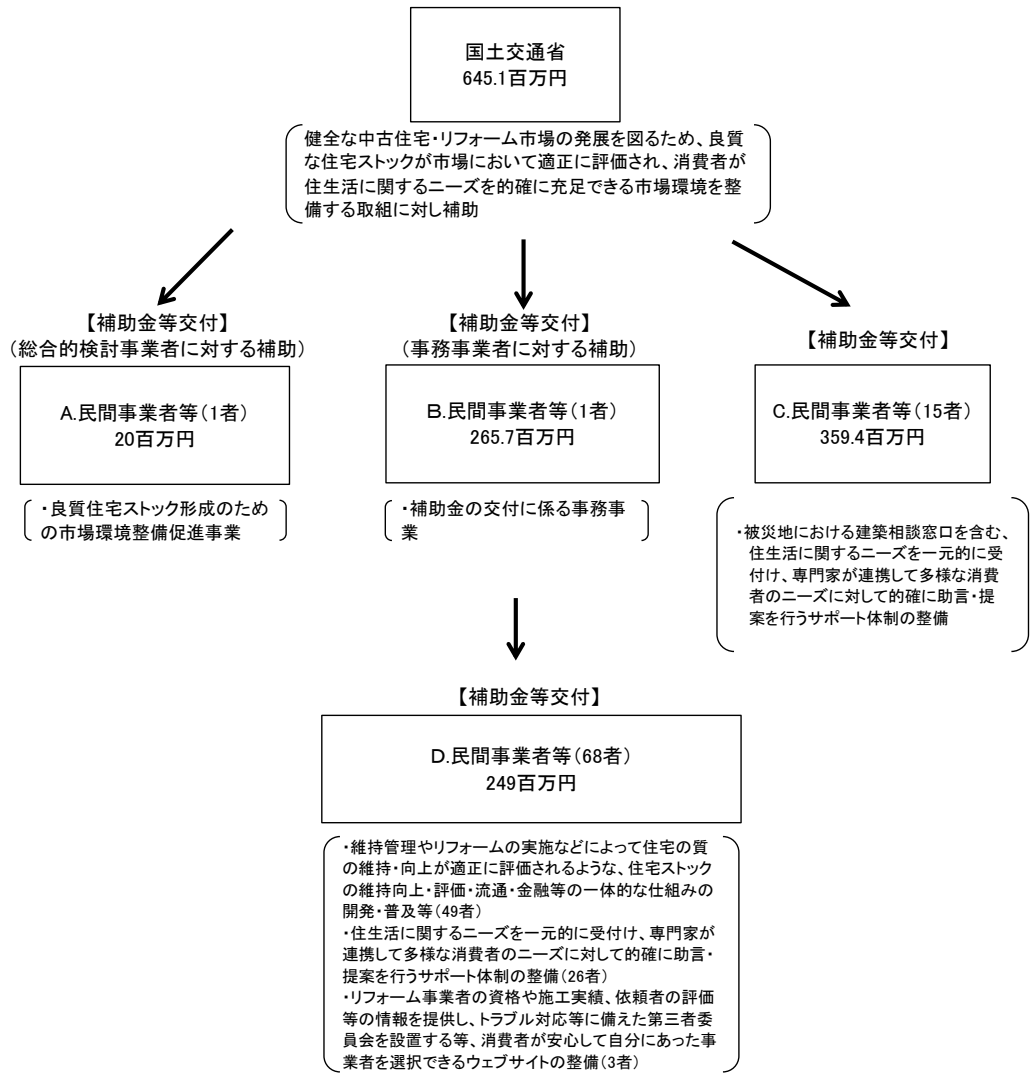 国土交通省
645.1百万円
健全な中古住宅・リフォーム市場の発展を図るため、良質
な住宅ストックが市場において適正に評価され、消費者が
住生活に関するニーズを的確に充足できる市場環境を整
備する取組に対し補助
【補助金等交付】
（総合的検討事業者に対する補助）
A.民間事業者等（1者）
20百万円
・良質住宅ストック形成のため
の市場環境整備促進事業
【補助金等交付】
（事務事業者に対する補助）
B.民間事業者等（1者）
265.7百万円
・補助金の交付に係る事務事
業
【補助金等交付】
C.民間事業者等（15者）
359.4百万円
・被災地における建築相談窓口を含む、
住生活に関するニーズを一元的に受
付け、専門家が連携して多様な消費
者のニーズに対して的確に助言・提
案を行うサポート体制の整備
【補助金等交付】
D.民間事業者等（68者）
249百万円
・維持管理やリフォームの実施などによって住宅の質
の維持・向上が適正に評価されるような、住宅ストック
の維持向上・評価・流通・金融等の一体的な仕組みの
開発・普及等（49者）
・住生活に関するニーズを一元的に受付け、専門家が
連携して多様な消費者のニーズに対して的確に助言・
提案を行うサポート体制の整備（26者）
・リフォーム事業者の資格や施工実績、依頼者の評価
等の情報を提供し、トラブル対応等に備えた第三者委
員会を設置する等、消費者が安心して自分にあった事
業者を選択できるウェブサイトの整備（3者）